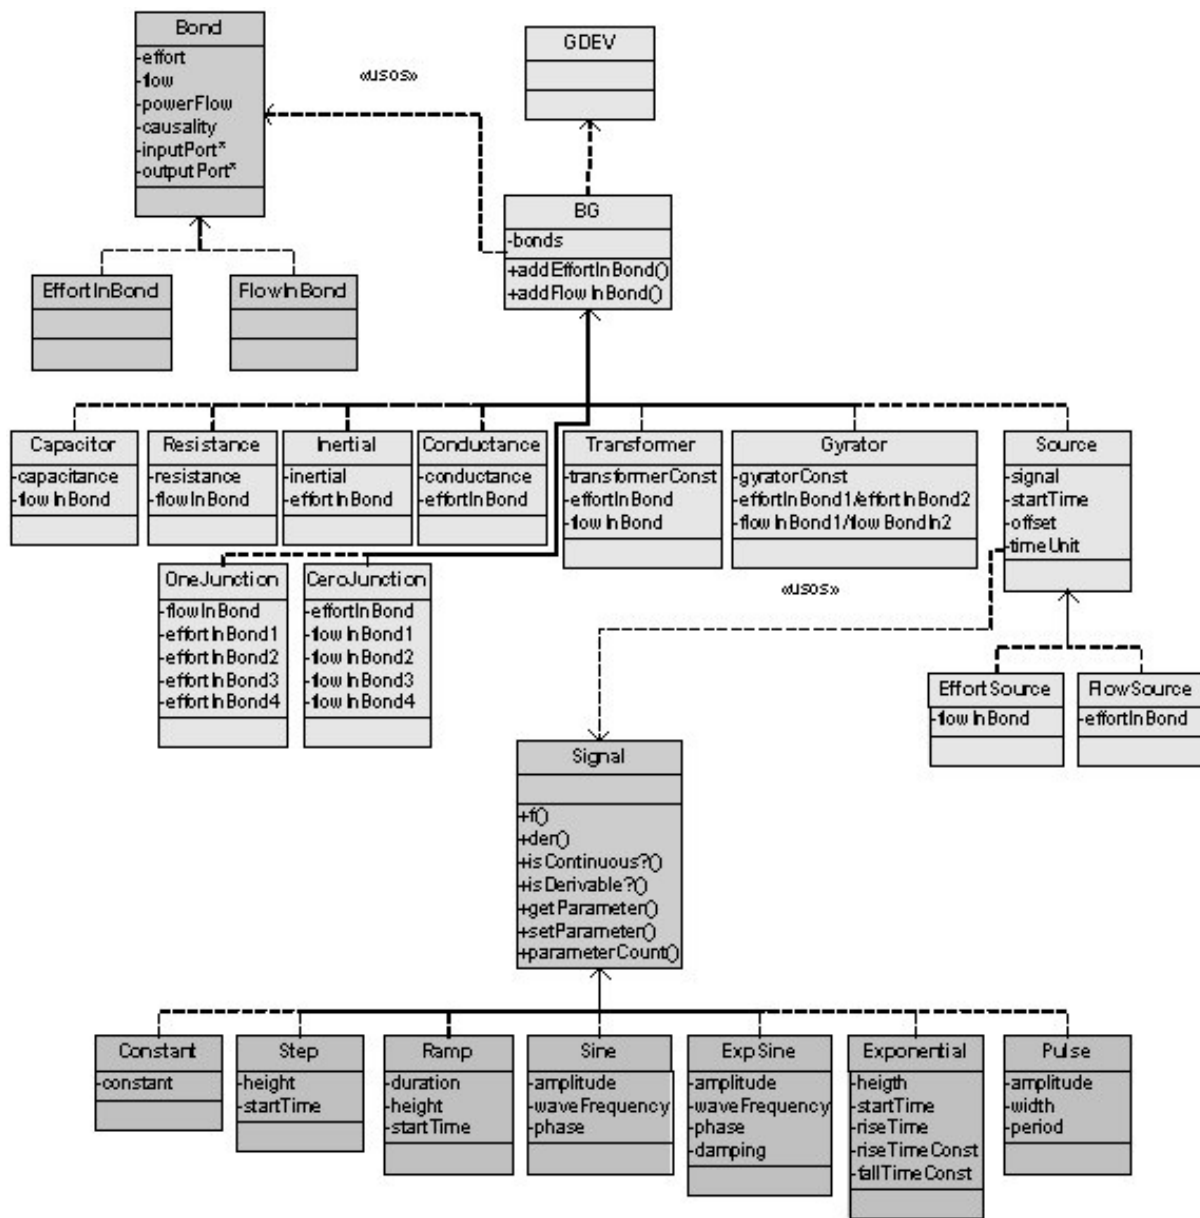 Bond
-effort
-flow
-powerFlow
-causality
-inputPort*
-outputPort*
«usos»
GDEV
BG
-bonds
+addEffortInBond()
+addFlowInBond()
EffortInBond
FlowInBond
Capacitor
-capacitance
-flowInBond
Resistance
-resistance
-flowInBond
Inertial
-inertial
-effortInBond
Conductance
-conductance
-effortInBond
Transformer
-transformerConst
-effortInBond
-flowInBond
Gyrator
-gyratorConst
-effortInBond1/effortInBond2
-flowInBond1/flowBondIn2
Source
-signal
-startTime
-offset
-timeUnit
OneJunction
-flowInBond
-effortInBond1
-effortInBond2
-effortInBond3
-effortInBond4
CeroJunction
-effortInBond
-flowInBond1
-flowInBond2
-flowInBond3
-flowInBond4
«usos»
EffortSource
-flowInBond
FlowSource
-effortInBond
Signal
+f()
+der()
+isContinuous?()
+isDerivable?()
+getParameter()
+setParameter()
+parameterCount()
Constant
-constant
Step
-height
-startTime
Ramp
-duration
-height
-startTime
Sine
-amplitude
-waveFrequency
-phase
ExpSine
-amplitude
-waveFrequency
-phase
-damping
Exponential
-heigth
-startTime
-riseTime
-riseTimeConst
-fallTimeConst
Pulse
-amplitude
-width
-period